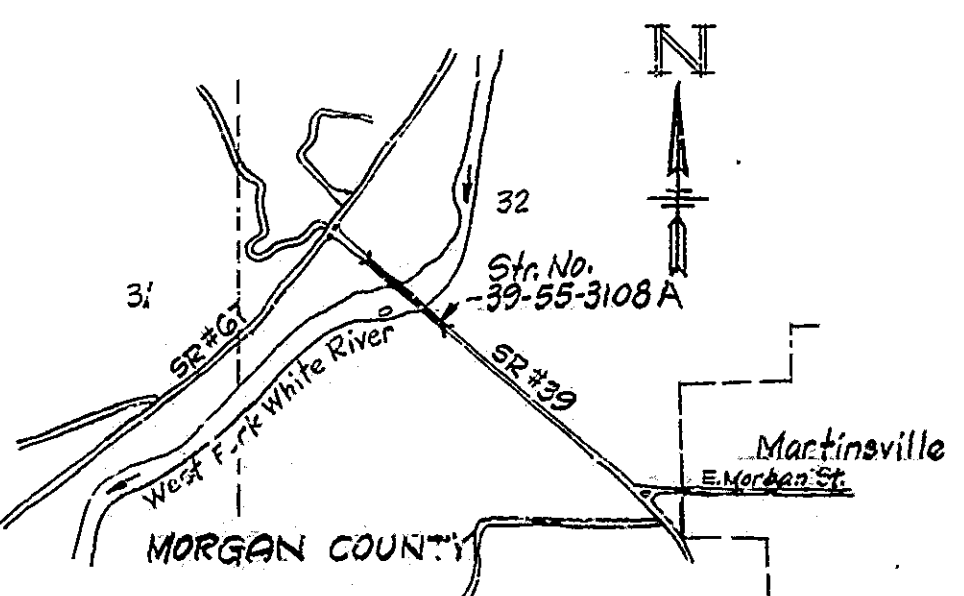 N
32
Str. No.
-39-55-3108 A
31
SR #67
SR #39
West F rk White River
Martinsville
E. Morgan St.
MORGAN COUNTY